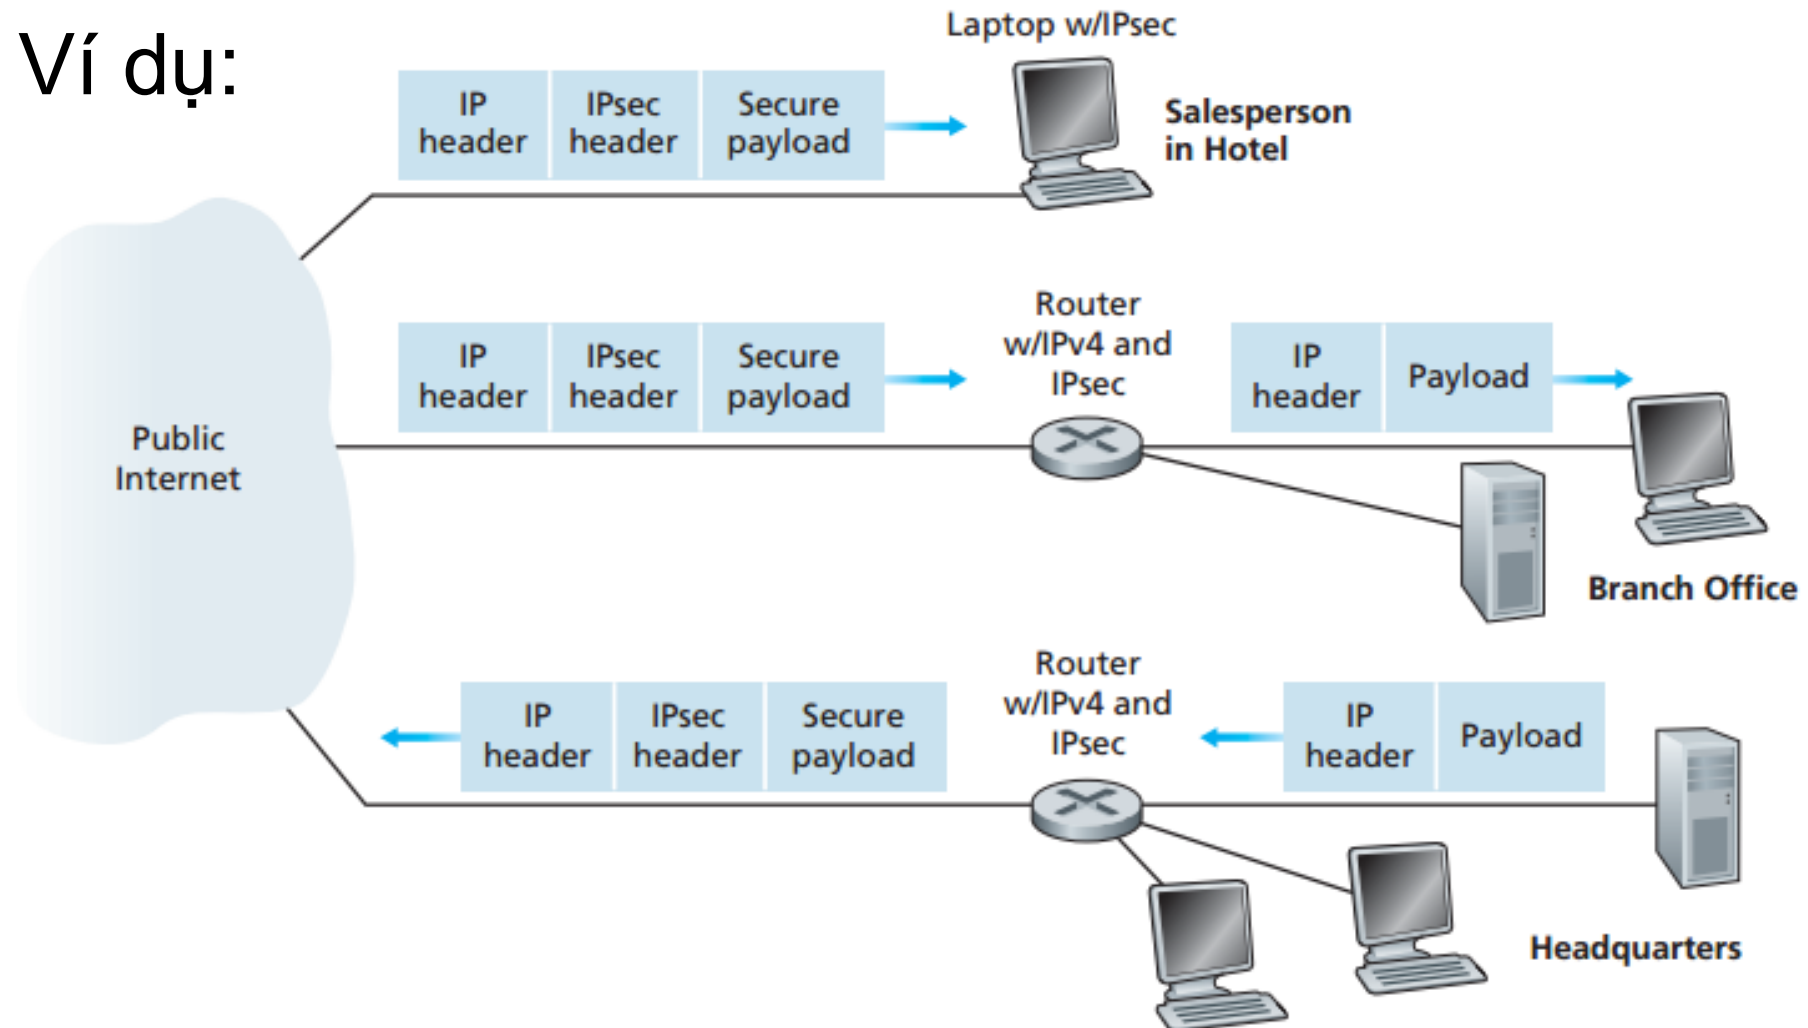 Ví dụ:
Laptop w/IPsec
IP
header
IPsec
header
Secure
payload
Salesperson
in Hotel
Public
Internet
IP
header
IPsec
header
Secure
payload
Router
w/IPv4 and
IPsec
IP
header
Payload
Branch Office
IP
header
IPsec
header
Secure
payload
Router
w/IPv4 and
IPsec
IP
header
Payload
Headquarters